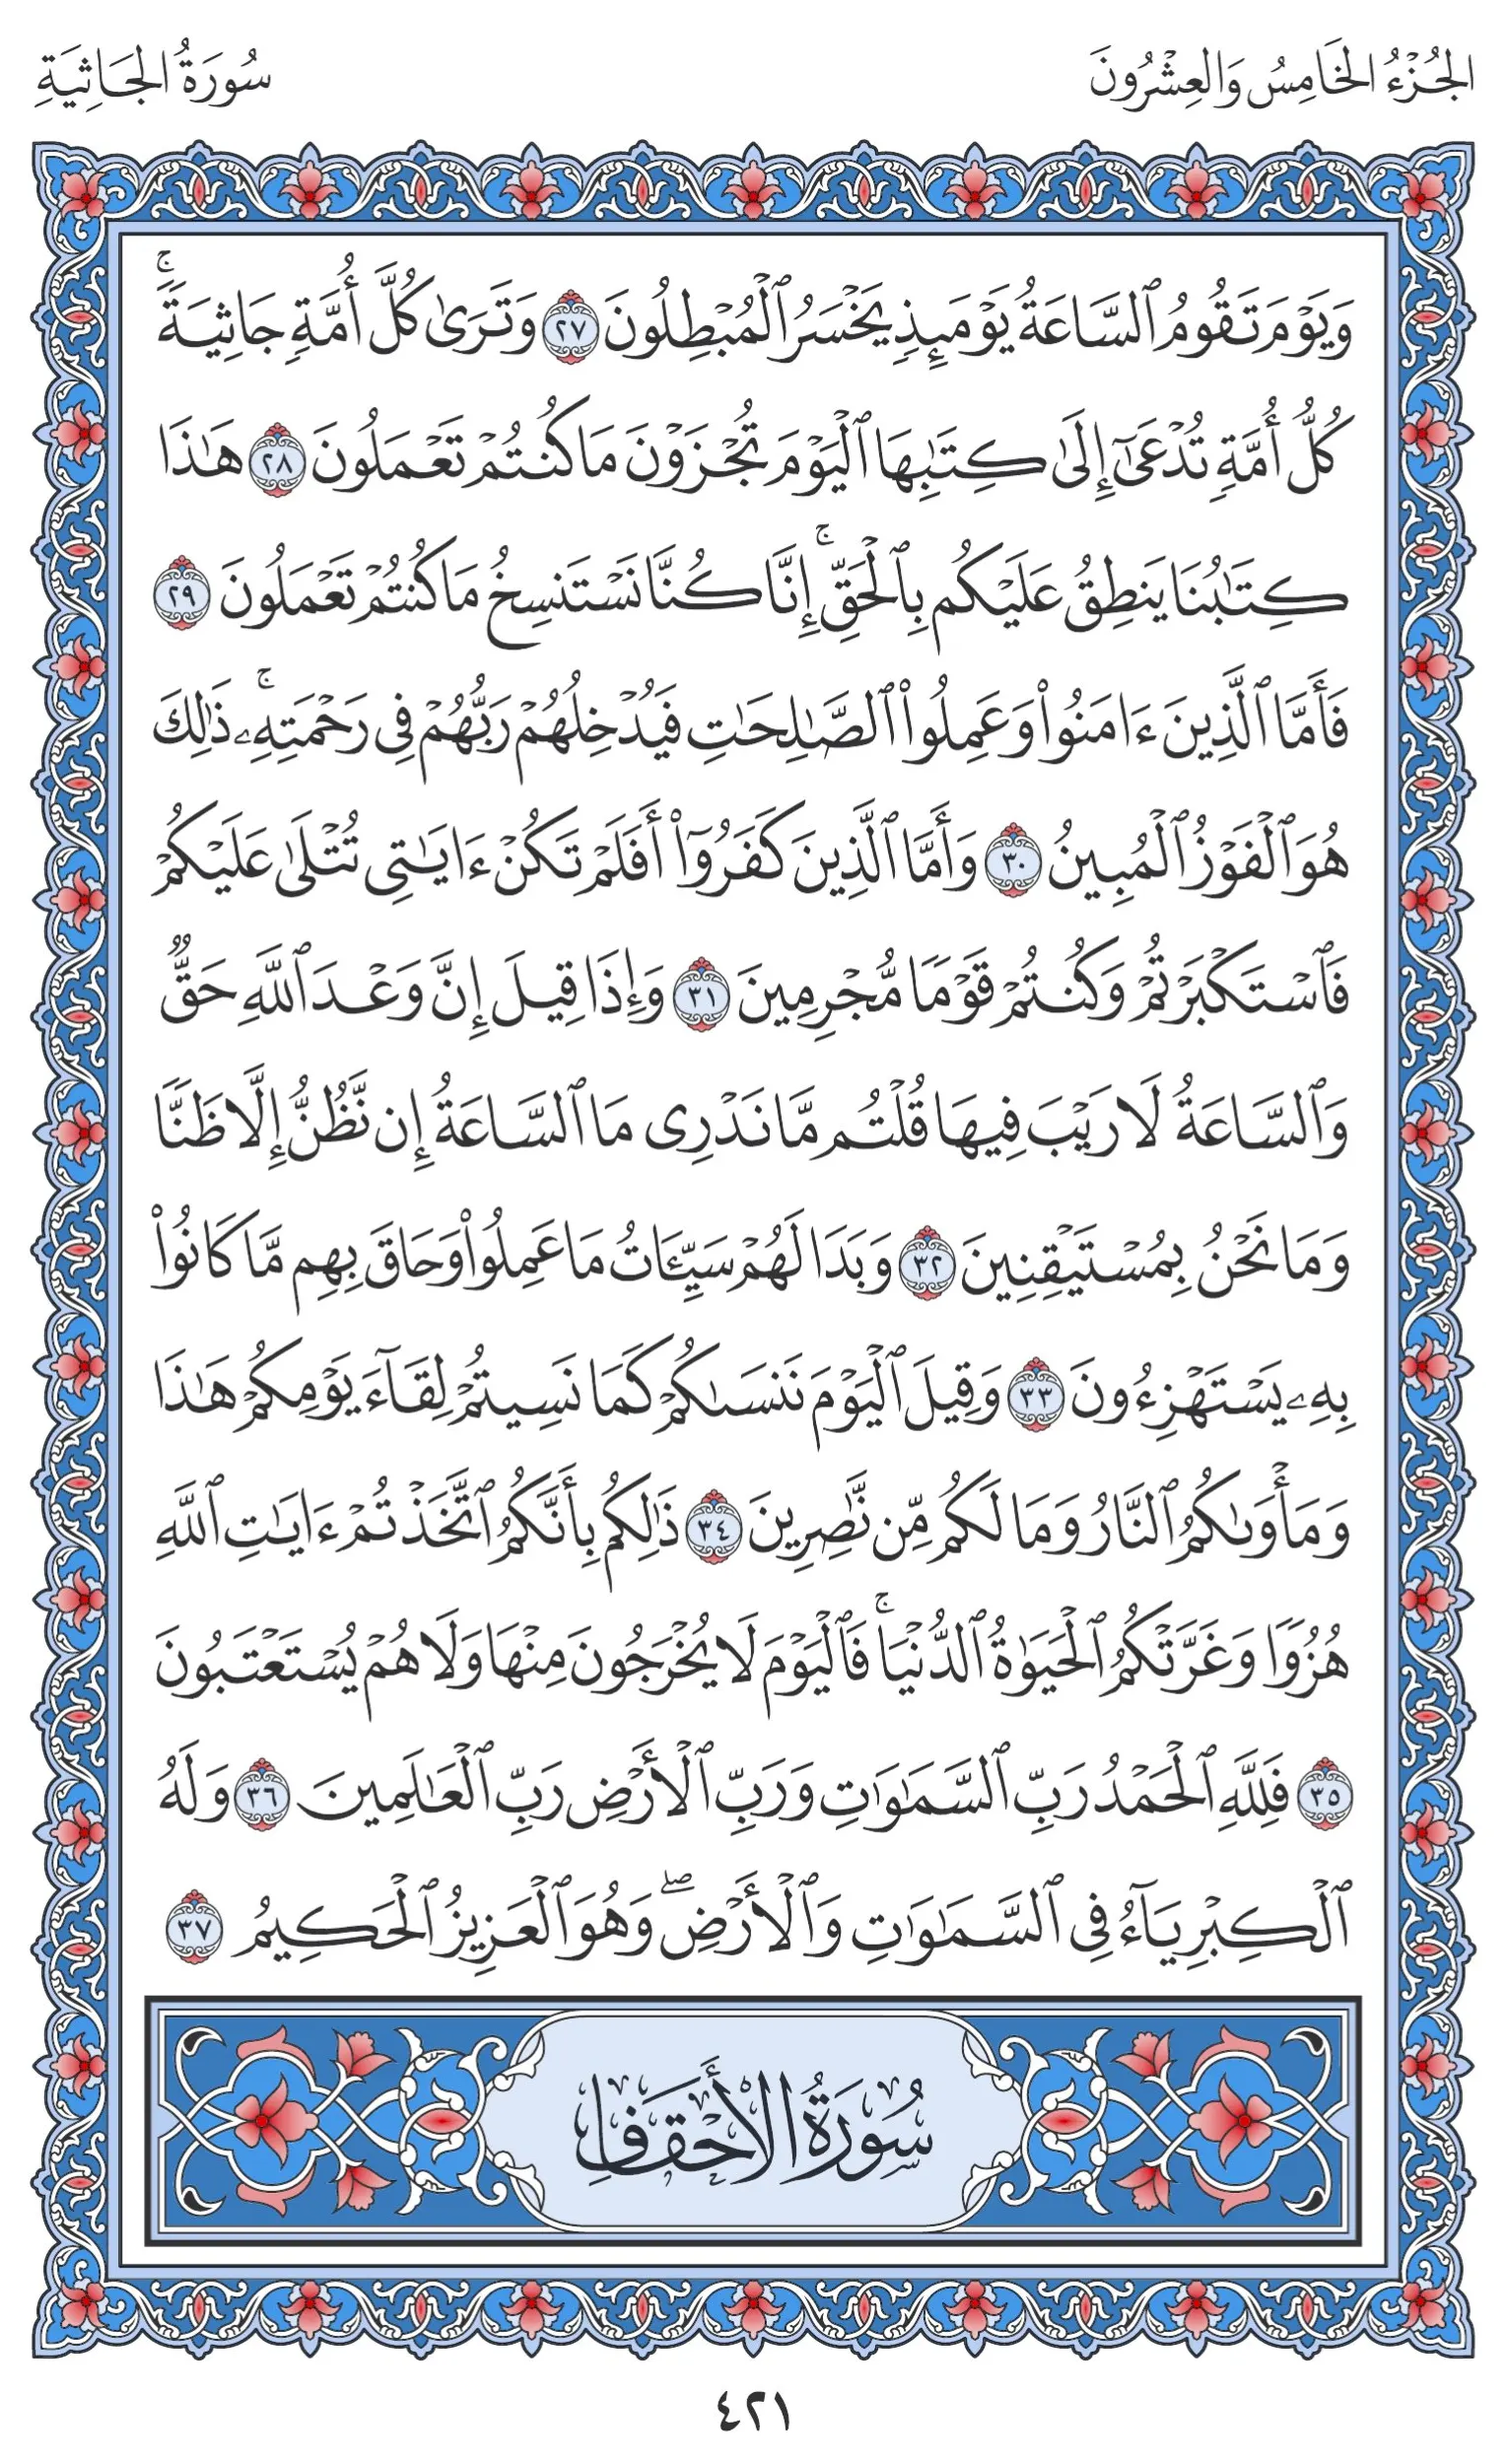 الجُزْءُ الخَامِسُ وَالعِشْرُونَ
سُورَةُ الجَاثِيَةِ
وَيَوْمَ تَقُومُ ٱلسَّاعَةُ يَوْمَئِذٍ يَخْسَرُ ٱلْمُبْطِلُونَ ٢٧ وَتَرَىٰ كُلَّ أُمَّةٍ جَاثِيَةً ۚ
كُلُّ أُمَّةٍ تُدْعَىٰٓ إِلَىٰ كِتَـٰبِهَا ٱلْيَوْمَ تُجْزَوْنَ مَا كُنتُمْ تَعْمَلُونَ ٢٨ هَـٰذَا
كِتَـٰبُنَا يَنطِقُ عَلَيْكُم بِٱلْحَقِّ ۚ إِنَّا كُنَّا نَسْتَنسِخُ مَا كُنتُمْ تَعْمَلُونَ ٢٩
فَأَمَّا ٱلَّذِينَ ءَامَنُوا۟ وَعَمِلُوا۟ ٱلصَّـٰلِحَـٰتِ فَيُدْخِلُهُمْ رَبُّهُمْ فِى رَحْمَتِهِۦ ۚ ذَٰلِكَ
هُوَ ٱلْفَوْزُ ٱلْمُبِينُ ٣٠ وَأَمَّا ٱلَّذِينَ كَفَرُوٓا۟ أَفَلَمْ تَكُنْ ءَايَـٰتِى تُتْلَىٰ عَلَيْكُمْ
فَٱسْتَكْبَرْتُمْ وَكُنتُمْ قَوْمًا مُّجْرِمِينَ ٣١ وَإِذَا قِيلَ إِنَّ وَعْدَ ٱللَّهِ حَقٌّ
وَٱلسَّاعَةُ لَا رَيْبَ فِيهَا قُلْتُم مَّا نَدْرِى مَا ٱلسَّاعَةُ إِن نَّظُنُّ إِلَّا ظَنًّا
وَمَا نَحْنُ بِمُسْتَيْقِنِينَ ٣٢ وَبَدَا لَهُمْ سَيِّـَٔاتُ مَا عَمِلُوا۟ وَحَاقَ بِهِم مَّا كَانُوا۟
بِهِۦ يَسْتَهْزِءُونَ ٣٣ وَقِيلَ ٱلْيَوْمَ نَنسَىٰكُمْ كَمَا نَسِيتُمْ لِقَآءَ يَوْمِكُمْ هَـٰذَا
وَمَأْوَىٰكُمُ ٱلنَّارُ وَمَا لَكُم مِّن نَّـٰصِرِينَ ٣٤ ذَٰلِكُم بِأَنَّكُمُ ٱتَّخَذْتُمْ ءَايَـٰتِ ٱللَّهِ
هُزُوًا وَغَرَّتْكُمُ ٱلْحَيَوٰةُ ٱلدُّنْيَا ۚ فَٱلْيَوْمَ لَا يُخْرَجُونَ مِنْهَا وَلَا هُمْ يُسْتَعْتَبُونَ
٣٥ فَلِلَّهِ ٱلْحَمْدُ رَبِّ ٱلسَّمَـٰوَٰتِ وَرَبِّ ٱلْأَرْضِ رَبِّ ٱلْعَـٰلَمِينَ ٣٦ وَلَهُ
ٱلْكِبْرِيَآءُ فِى ٱلسَّمَـٰوَٰتِ وَٱلْأَرْضِ ۖ وَهُوَ ٱلْعَزِيزُ ٱلْحَكِيمُ ٣٧
سُورَةُ الأَحْقَافِ
٤٢١